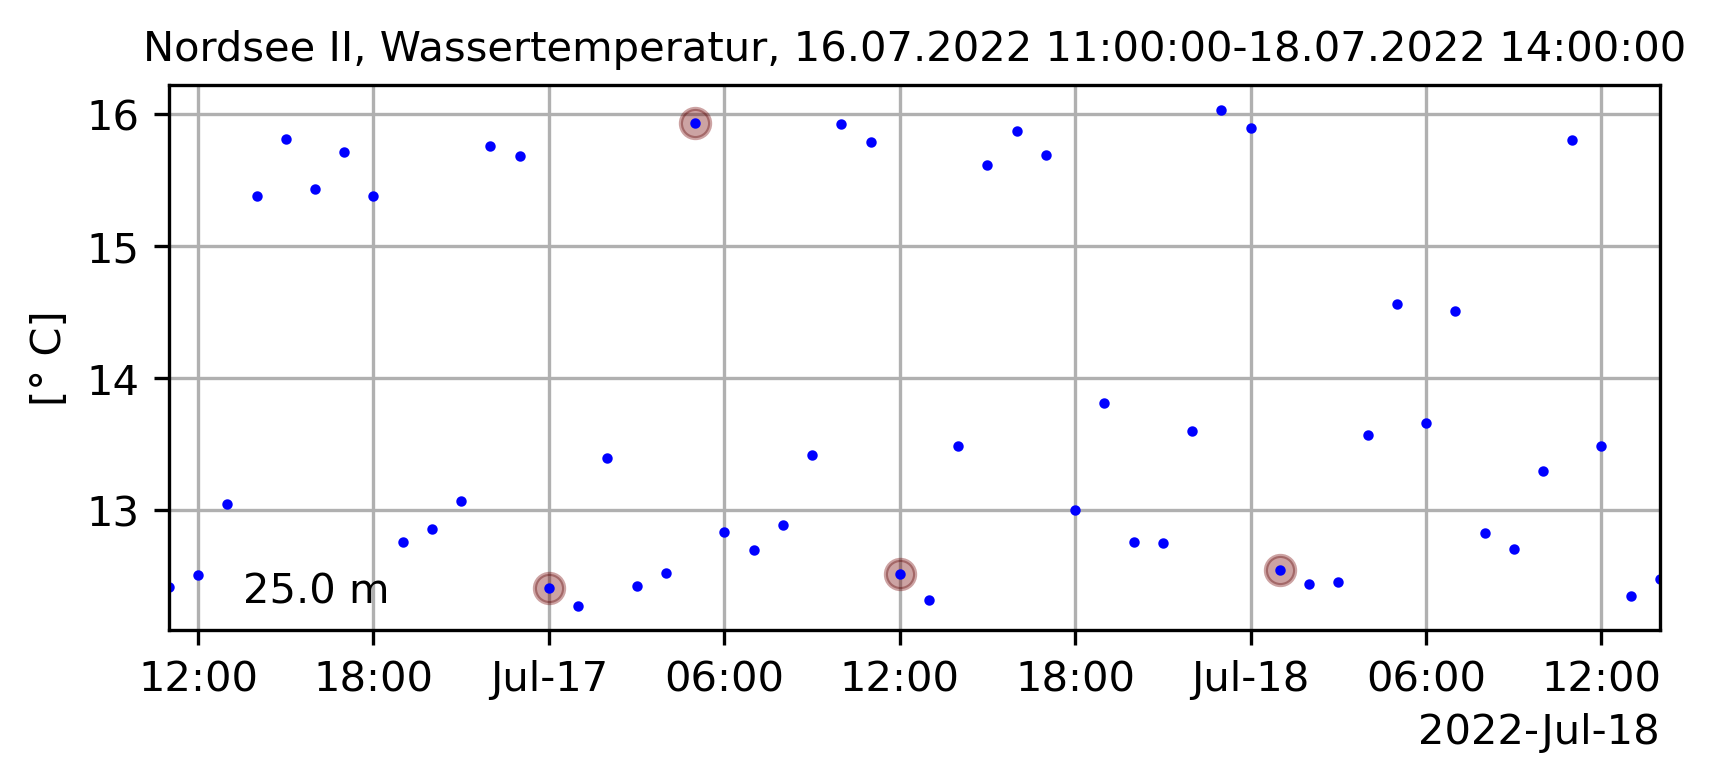 Nordsee II, Wassertemperatur, 16.07.2022 11:00:00-18.07.2022 14:00:00
16
15
14
13
[° C]
25.0 m
12:00 18:00 Jul-17 06:00 12:00 18:00 Jul-18 06:00 12:00
2022-Jul-18